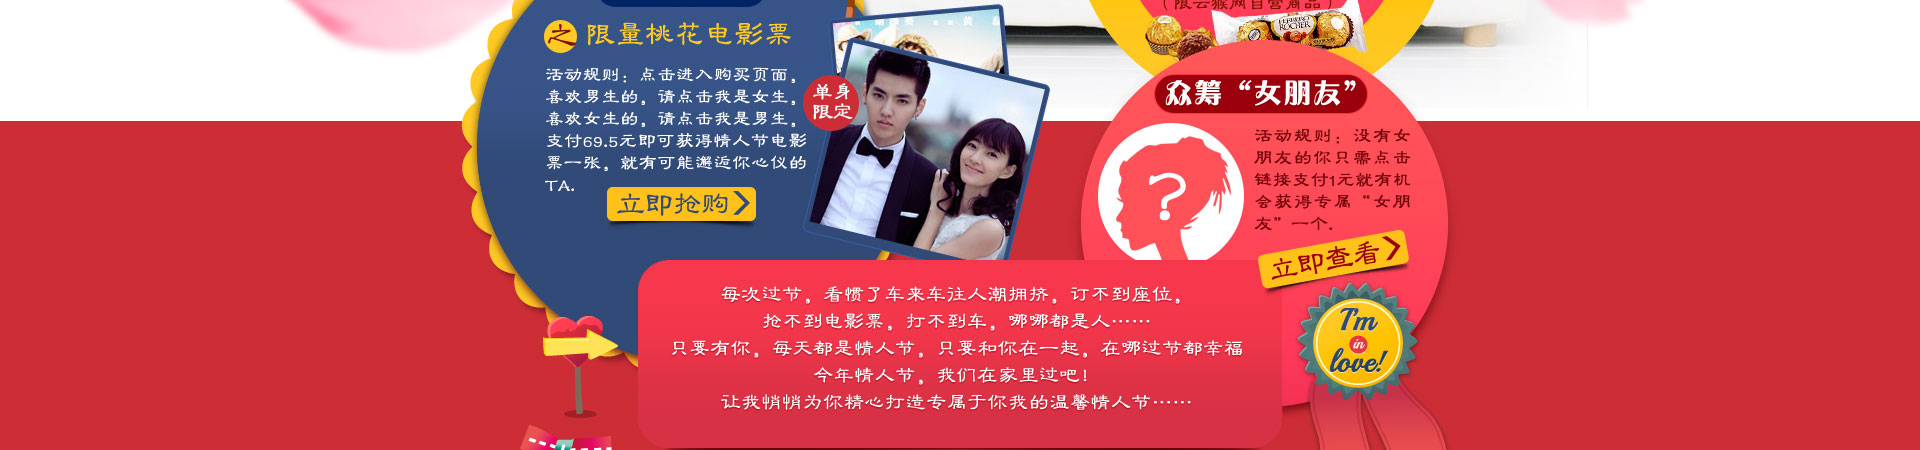 （限云猴网自营商品）
FERRERO
ROCHER
之 限量桃花电影票
活动规则：点击进入购买页面，
喜欢男生的，请点击我是女生，
喜欢女生的，请点击我是男生，
支付69.5元即可获得情人节电影
票一张，就有可能邂逅你心仪的
TA.
立即抢购
单身
限定
众筹“女朋友”
活动规则：没有女
朋友的你只需点击
链接支付1元就有机
会获得专属“女朋
友”一个.
?
立即查看
每次过节，看惯了车来车往人潮拥挤，订不到座位，
抢不到电影票，打不到车，哪哪都是人……
只要有你，每天都是情人节，只要和你在一起，在哪过节都幸福
今年情人节，我们在家里过吧！
让我悄悄为你精心打造专属于你我的温馨情人节……
I'm
in
love!